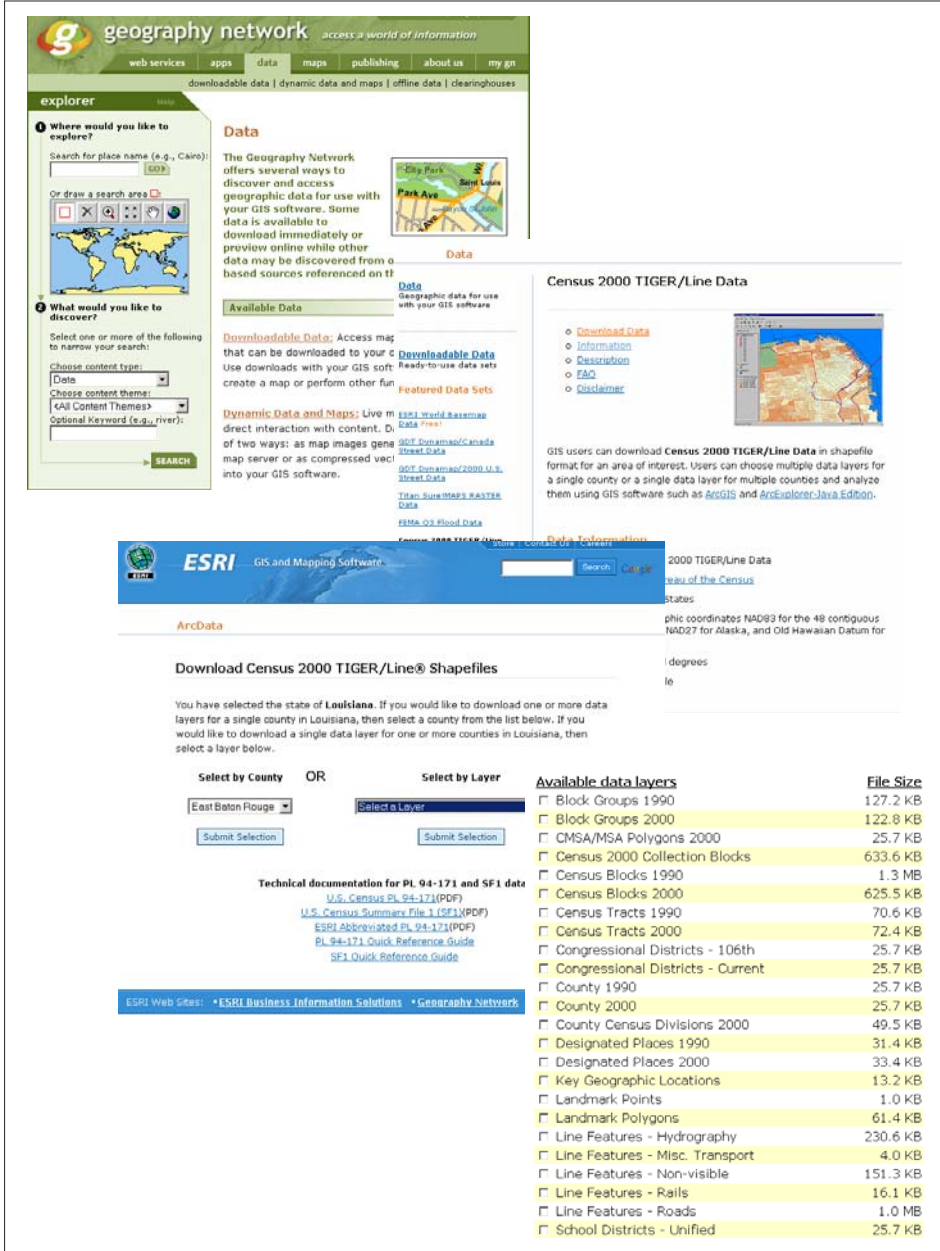 geography network access a world of information
web services apps data maps publishing about us my gn
downloadable data | dynamic data and maps | offline data | clearinghouses
explorer Help
1 Where would you like to
explore?
Search for place name (e.g., Cairo):
GO
Or draw a search area
2 What would you like to
discover?
Select one or more of the following
to narrow your search:
Choose content type:
Data
Choose content theme:
<All Content Themes>
Optional Keyword (e.g., river):
SEARCH
Data
The Geography Network
offers several ways to
discover and access
geographic data for use with
your GIS software. Some
data is available to
download immediately or
preview online while other
data may be discovered from
based sources referenced on
City Park
Saint Louis
Park Ave
Available Data
Downloadable Data: Access
that can be downloaded to your
Use downloads with your GIS
create a map or perform other
Dynamic Data and Maps: Live
direct interaction with content.
of two ways: as map images
map server or as compressed
into your GIS software.
Data
Data
Geographic data for use
with your GIS software
Downloadable Data
Ready-to-use data sets
Featured Data Sets
ESRI World Basemap
Data Free!
GDT Dynamap/Canada
Street Data
GDT Dynamap/2000 U.S.
Street Data
Titan Sure!MAPS RASTER
Data
FEMA Q3 Flood Data
Census 2000 TIGER/Line
Census 2000 TIGER/Line Data
Download Data
Information
Description
FAQ
Disclaimer
GIS users can download Census 2000 TIGER/Line Data in shapefile
format for an area of interest. Users can choose multiple data layers for
a single county or a single data layer for multiple counties and analyze
them using GIS software such as ArcGIS and ArcExplorer-Java Edition.
Data Information
2000 TIGER/Line Data
of the Census
States
coordinates NAD83 for the 48 contiguous
NAD27 for Alaska, and Old Hawaiian Datum for
degrees
Store | Contact Us | Careers
ESRI
ESRI GIS and Mapping Software
Search Google
ArcData
Download Census 2000 TIGER/Line® Shapefiles
You have selected the state of Louisiana. If you would like to download one or more data
layers for a single county in Louisiana, then select a county from the list below. If you
would like to download a single data layer for one or more counties in Louisiana, then
select a layer below.
Select by County OR Select by Layer
East Baton Rouge Select a Layer
Submit Selection Submit Selection
Technical documentation for PL 94-171 and SF1 data
U.S. Census PL 94-171(PDF)
U.S. Census Summary File 1 (SF1)(PDF)
ESRI Abbreviated PL 94-171(PDF)
PL 94-171 Quick Reference Guide
SF1 Quick Reference Guide
ESRI Web Sites: • ESRI Business Information Solutions • Geography Network
Available data layers File Size
Block Groups 1990 127.2 KB
Block Groups 2000 122.8 KB
CMSA/MSA Polygons 2000 25.7 KB
Census 2000 Collection Blocks 633.6 KB
Census Blocks 1990 1.3 MB
Census Blocks 2000 625.5 KB
Census Tracts 1990 70.6 KB
Census Tracts 2000 72.4 KB
Congressional Districts - 106th 25.7 KB
Congressional Districts - Current 25.7 KB
County 1990 25.7 KB
County 2000 25.7 KB
County Census Divisions 2000 49.5 KB
Designated Places 1990 31.4 KB
Designated Places 2000 33.4 KB
Key Geographic Locations 13.2 KB
Landmark Points 1.0 KB
Landmark Polygons 61.4 KB
Line Features - Hydrography 230.6 KB
Line Features - Misc. Transport 4.0 KB
Line Features - Non-visible 151.3 KB
Line Features - Rails 16.1 KB
Line Features - Roads 1.0 MB
School Districts - Unified 25.7 KB